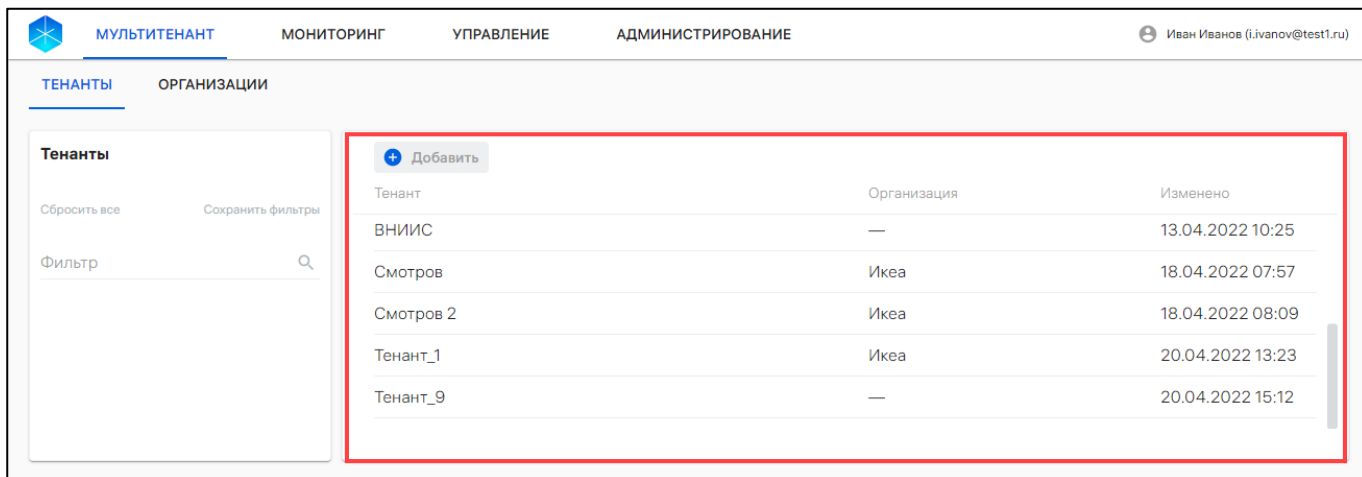 МУЛЬТИТЕНАНТ МОНИТОРИНГ УПРАВЛЕНИЕ АДМИНИСТРИРОВАНИЕ Иван Иванов (i.ivanov@test1.ru)
ТЕНАНТЫ ОРГАНИЗАЦИИ
Тенанты
Сбросить все Сохранить фильтры
Фильтр
Добавить
Тенант Организация Изменено
ВНИИС — 13.04.2022 10:25
Смотров Икеа 18.04.2022 07:57
Смотров 2 Икеа 18.04.2022 08:09
Тенант_1 Икеа 20.04.2022 13:23
Тенант_9 — 20.04.2022 15:12